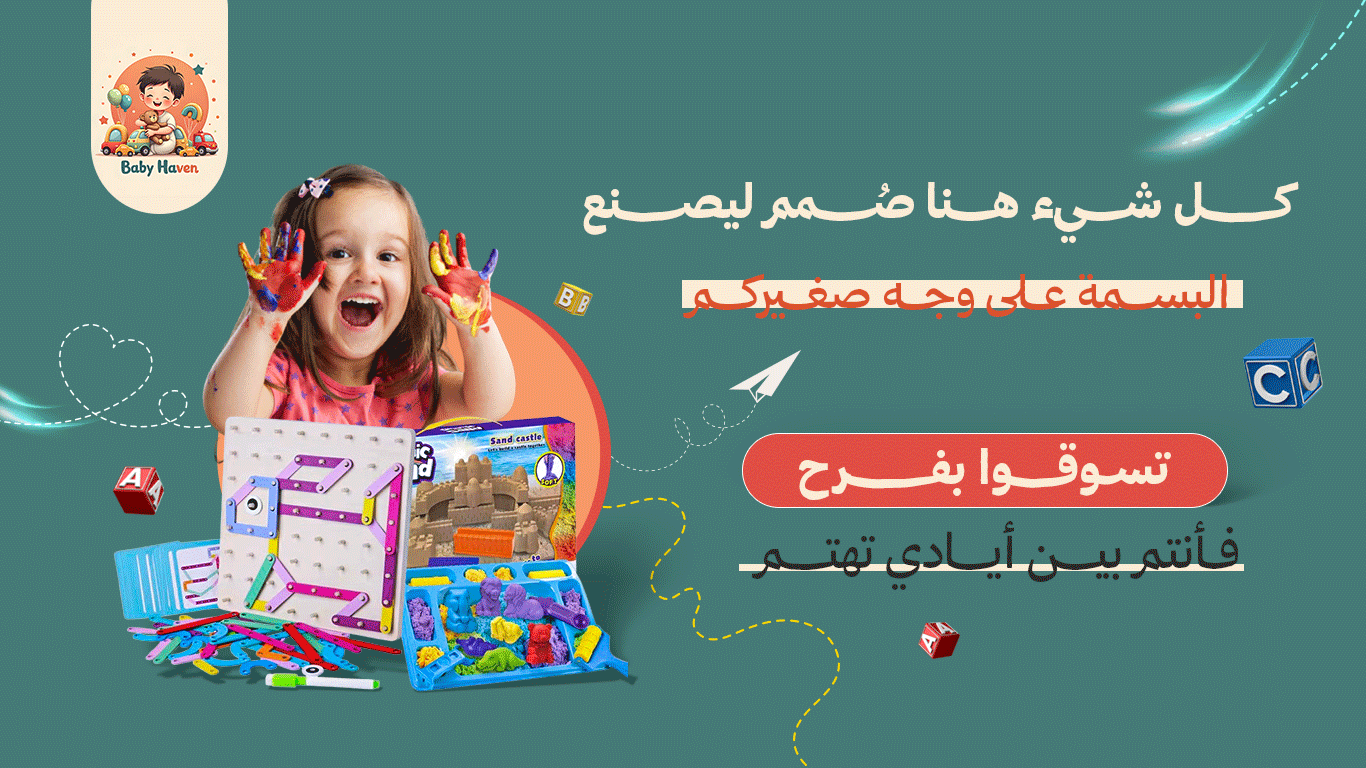 Baby Haven
كل شيء هنا صُمم ليصنع
البسمة على وجه صغيركم
تسوقوا بفرح
فأنتم بين أيادي تهتم
B B
C C
A A
A A
Sand castle
SOFT